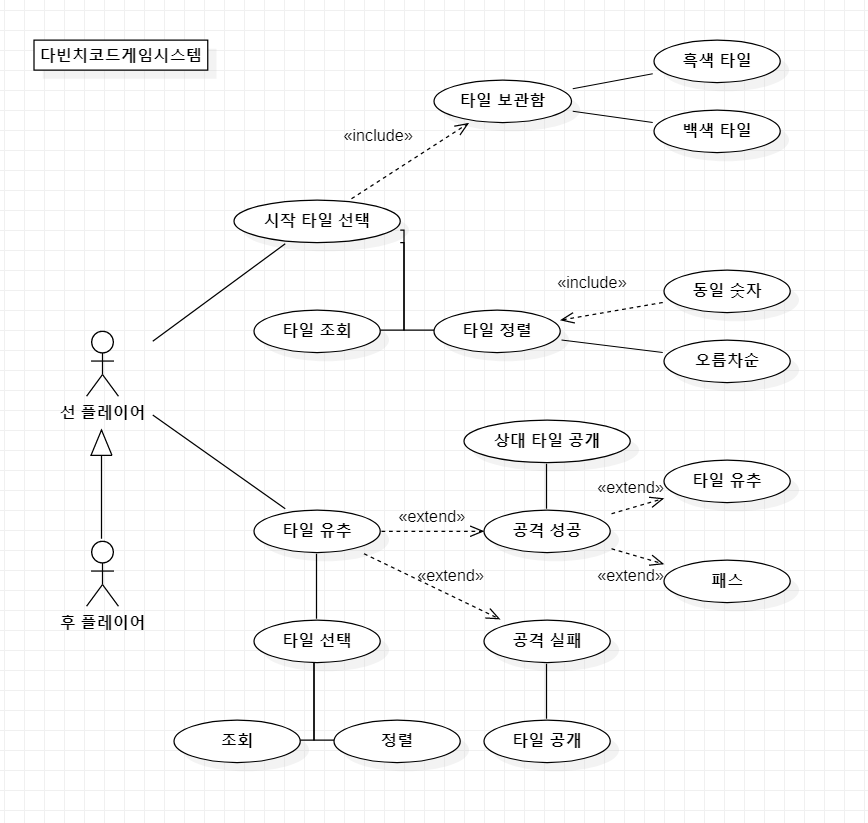 다빈치코드게임시스템
흑색 타일
타일 보관함
백색 타일
«include»
시작 타일 선택
«include»
동일 숫자
타일 조회
타일 정렬
오름차순
선 플레이어
상대 타일 공개
«extend»
타일 유추
타일 유추
«extend»
공격 성공
«extend»
«extend»
패스
후 플레이어
타일 선택
공격 실패
조회
정렬
타일 공개